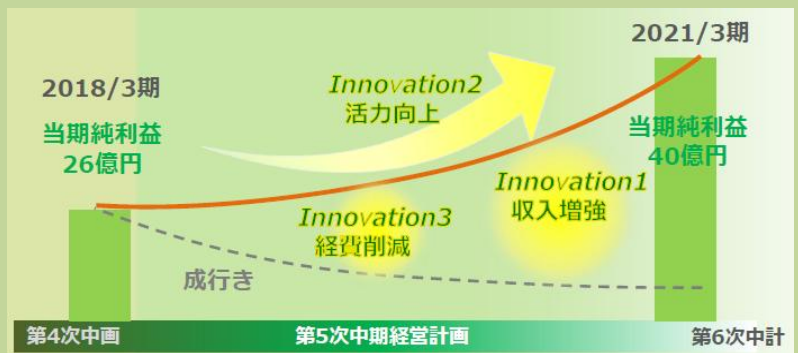 2018/3期
当期純利益
26億円
Innovation2
活力向上
2021/3期
当期純利益
40億円
Innovation1
収入増強
Innovation3
経費削減
成行き
第4次中画
第5次中期経営計画
第6次中計